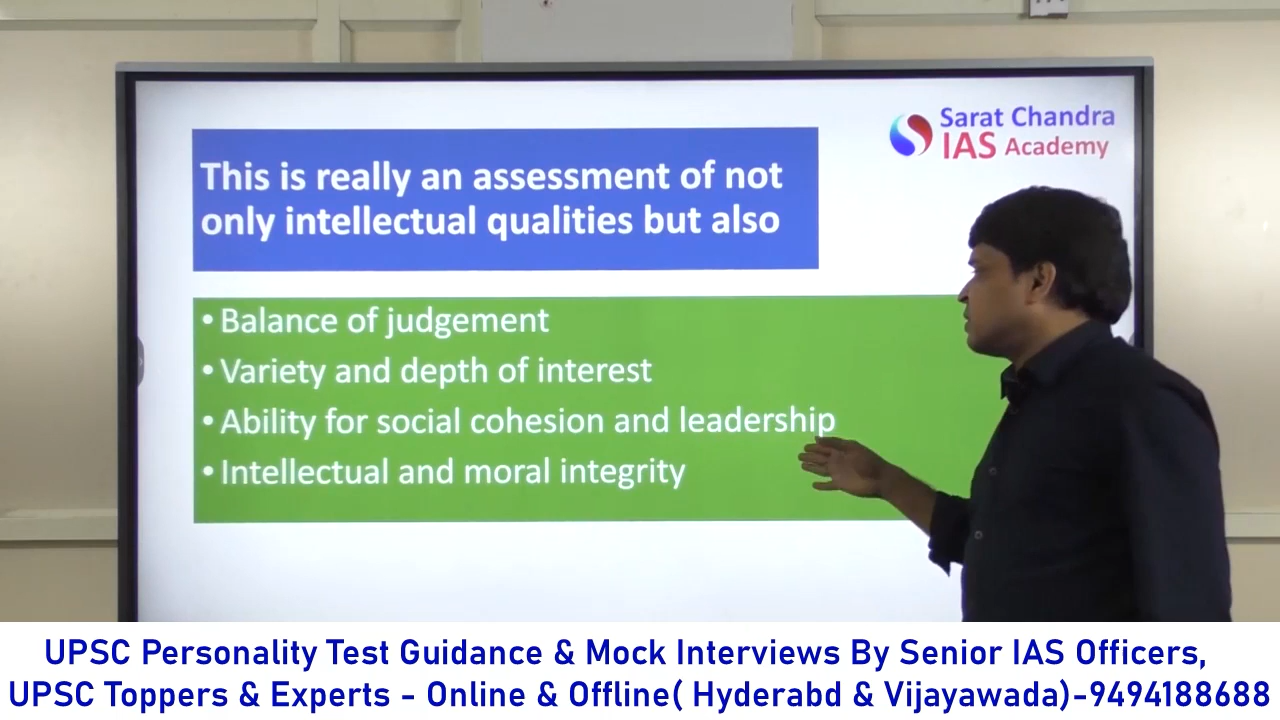 Sarat Chandra
IAS Academy
This is really an assessment of not
only intellectual qualities but also
• Balance of judgement
• Variety and depth of interest
• Ability for social cohesion and leadership
• Intellectual and moral integrity
UPSC Personality Test Guidance & Mock Interviews By Senior IAS Officers,
UPSC Toppers & Experts - Online & Offline( Hyderabd & Vijayawada)-9494188688